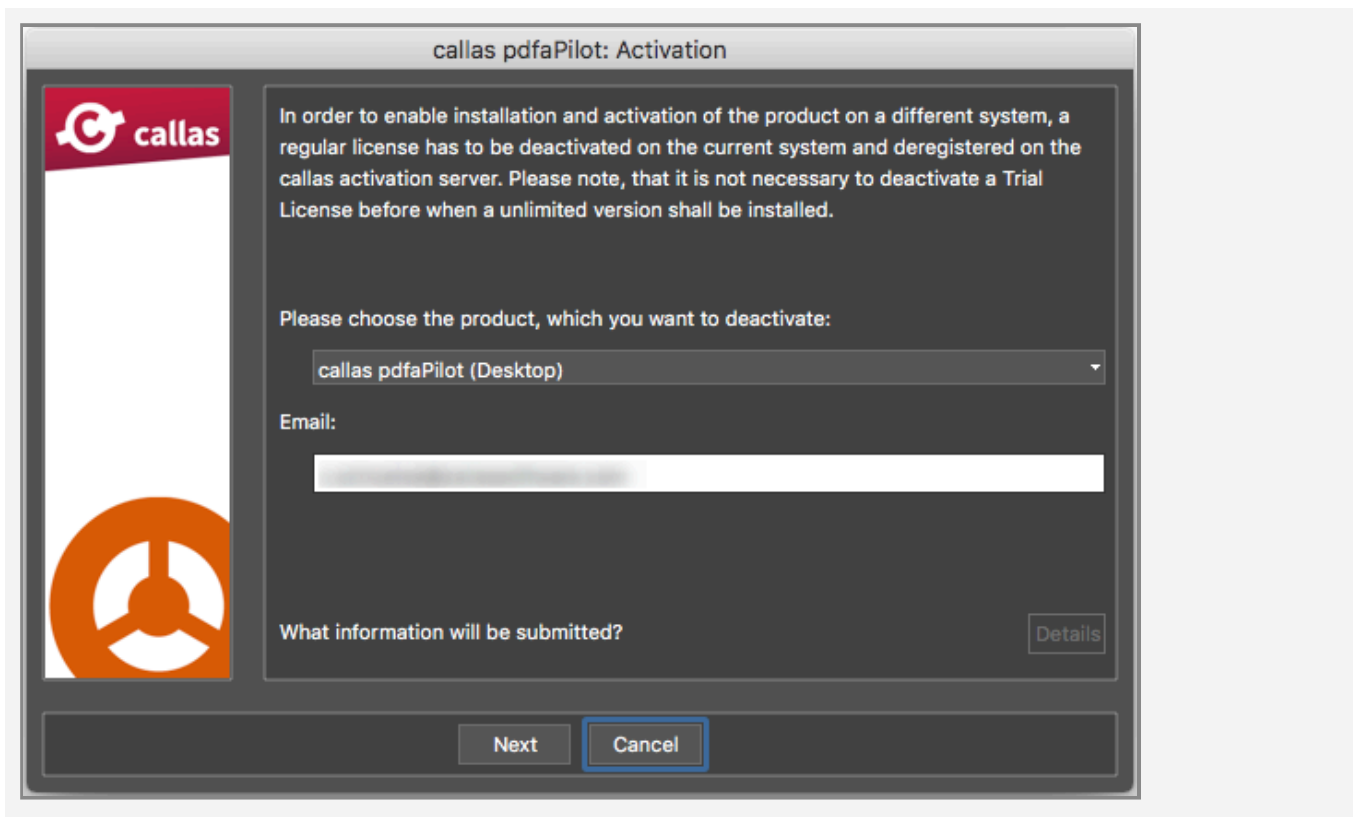 callas pdfaPilot: Activation
callas
In order to enable installation and activation of the product on a different system, a
regular license has to be deactivated on the current system and deregistered on the
callas activation server. Please note, that it is not necessary to deactivate a Trial
License before when a unlimited version shall be installed.
Please choose the product, which you want to deactivate:
callas pdfaPilot (Desktop)
Email:
What information will be submitted?
Details
Next
Cancel